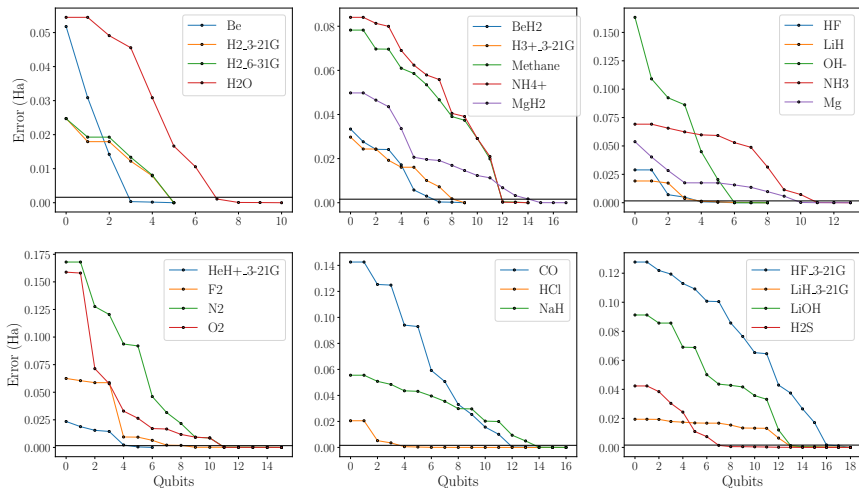 Error (Ha)
0.05
0.04
0.03
0.02
0.01
0.00
0 2 4 6 8 10
Be
H2_3-21G
H2_6-31G
H2O
0.08
0.06
0.04
0.02
0.00
0 2 4 6 8 10 12 14 16
BeH2
H3+_3-21G
Methane
NH4+
MgH2
0.150
0.125
0.100
0.075
0.050
0.025
0.000
0 2 4 6 8 10 12
HF
LiH
OH-
NH3
Mg
Error (Ha)
0.175
0.150
0.125
0.100
0.075
0.050
0.025
0.000
0 2 4 6 8 10 12 14
Qubits
HeH+_3-21G
F2
N2
O2
0.14
0.12
0.10
0.08
0.06
0.04
0.02
0.00
0 2 4 6 8 10 12 14 16
Qubits
CO
HCl
NaH
0.12
0.10
0.08
0.06
0.04
0.02
0.00
0 2 4 6 8 10 12 14 16 18
Qubits
HF_3-21G
LiH_3-21G
LiOH
H2S